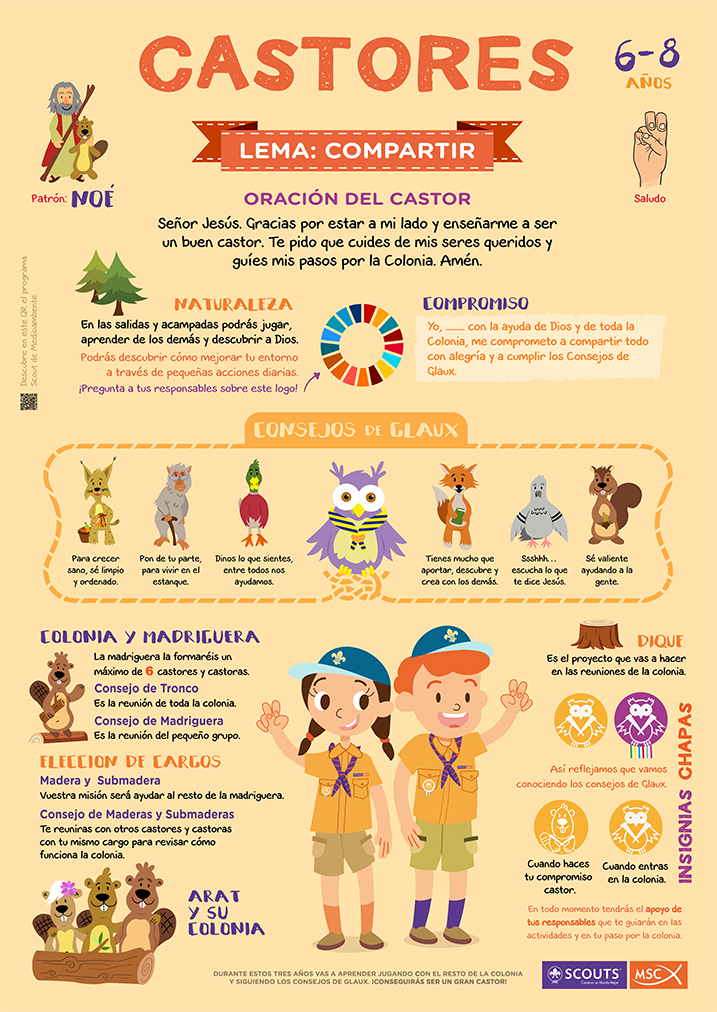 CASTORES
6-8
AÑOS
LEMA: COMPARTIR
Patrón: NOÉ
Saludo
ORACIÓN DEL CASTOR
Señor Jesús. Gracias por estar a mi lado y enseñarme a ser
un buen castor. Te pido que cuides de mis seres queridos y
guíes mis pasos por la Colonia. Amén.
Descubre en este QR el programa
Scout de Medioambente.
NATURALEZA
En las salidas y acampadas podrás jugar,
aprender de los demás y descubrir a Dios.
Podrás descubrir cómo mejorar tu entorno
a través de pequeñas acciones diarias.
¡Pregunta a tus responsables sobre este logo!
COMPROMISO
Yo, ........ con la ayuda de Dios y de toda la
Colonia, me comprometo a compartir todo
con alegría y a cumplir los Consejos de
Glaux.
CONSEJOS DE GLAUX
Para crecer
sano, sé limpio
y ordenado.
Pon de tu parte,
para vivir en el
estanque.
Dinos lo que sientes,
entre todos nos
ayudamos.
Tienes mucho que
aportar, descubre y
crea con los demás.
Ssshhh...
escucha lo que
te dice Jesús.
Sé valiente
ayudando a la
gente.
COLONIA Y MADRIGUERA
La madriguera la formaréis un
máximo de 6 castores y castoras.
Consejo de Tronco
Es la reunión de toda la colonia.
Consejo de Madriguera
Es la reunión del pequeño grupo.
ELECCION DE CARGOS
Madera y Submadera
Vuestra misión será ayudar al resto de la madriguera.
Consejo de Maderas y Submaderas
Te reuniras con otros castores y castoras
con tu mismo cargo para revisar cómo
funciona la colonia.
ARAT
Y SU
COLONIA
DIQUE
Es el proyecto que vas a hacer
en las reuniones de la colonia.
Así reflejamos que vamos
conociendo los consejos de Glaux.
INSIGNIAS CHAPAS
Cuando haces
tu compromiso
castor.
Cuando entras
en la colonia.
En todo momento tendrás el apoyo de
tus responsables que te guiarán en las
actividades y en tu paso por la colonia.
DURANTE ESTOS TRES AÑOS VAS A APRENDER JUGANDO CON EL RESTO DE LA COLONIA
Y SIGUIENDO LOS CONSEJOS DE GLAUX. ¡CONSEGUIRÁS SER UN GRAN CASTOR!
SCOUTS
Construir un Mundo Mejor
MSC